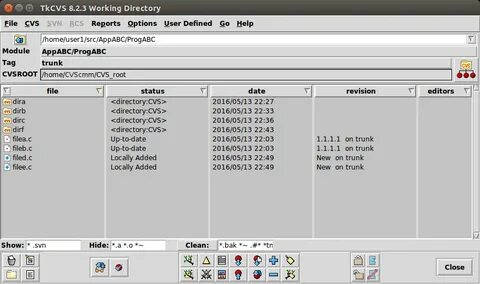 TkCVS 8.2.3 Working Directory
File CVS SVN RCS Reports Options User Defined Go Help
/home/user1/src/AppABC/ProgABC
Module AppABC/ProgABC
Tag trunk
CVSROOT /home/CVScmm/CVS_root
CVS
file status date revision editors
dira <directory:CVS> 2016/05/13 22:27
dirb <directory:CVS> 2016/05/13 22:33
dirc <directory:CVS> 2016/05/13 22:36
dirf <directory:CVS> 2016/05/13 22:43
filea.c Up-to-date 2016/05/13 22:03 1.1.1.1 on trunk
fileb.c Up-to-date 2016/05/13 22:03 1.1.1.1 on trunk
filed.c Locally Added 2016/05/13 22:49 New on trunk
filee.c Locally Added 2016/05/13 22:49 New on trunk
Show: * .svn Hide: *.a *.o *~ Clean: *.bak *~ .#* *tn
Close